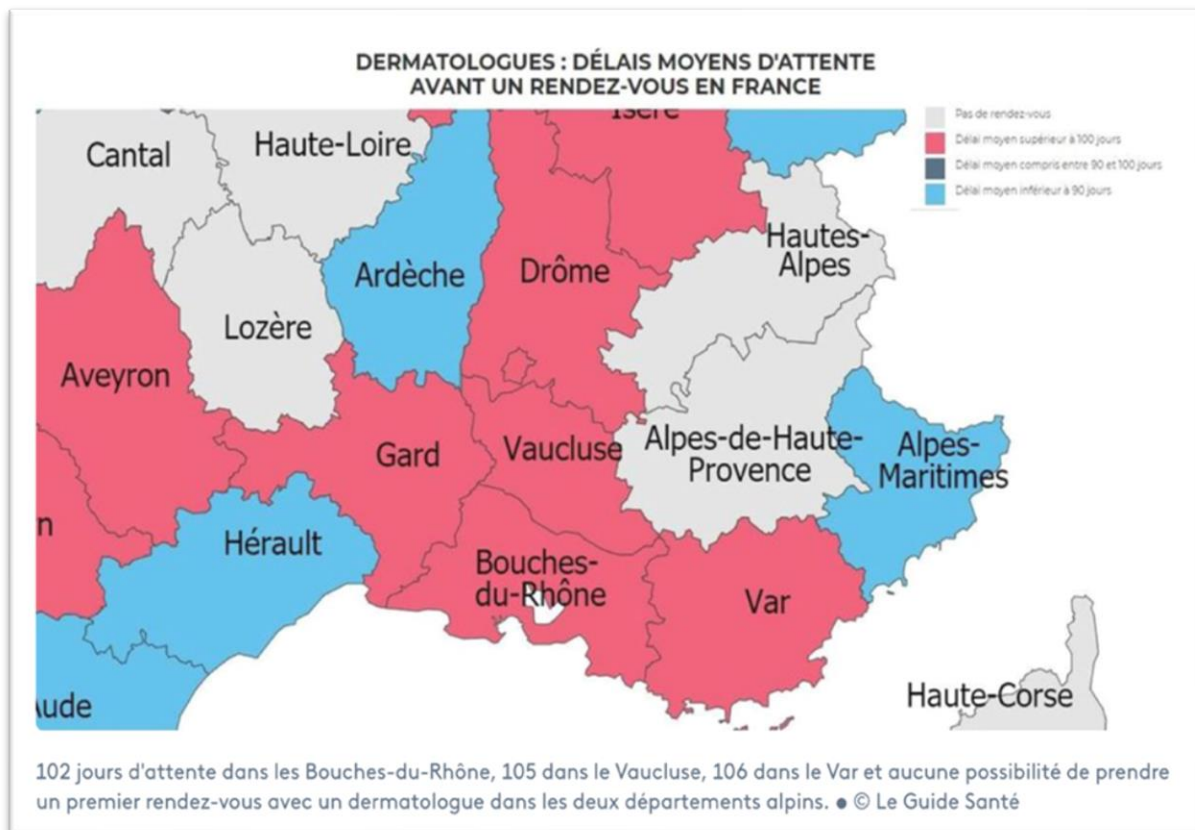 DERMATOLOGUES : DÉLAIS MOYENS D'ATTENTE
AVANT UN RENDEZ-VOUS EN FRANCE
Pas de rendez-vous
Délai moyen supérieur à 100 jours
Délai moyen compris entre 90 et 100 jours
Délai moyen inférieur à 90 jours
Isère
Cantal
Haute-Loire
Hautes-
Alpes
Ardèche
Drôme
Lozère
Aveyron
Gard
Vaucluse
Alpes-de-Haute-
Provence
Alpes-
Maritimes
n
Hérault
Bouches-
du-Rhône
Var
Aude
Haute-Corse
102 jours d'attente dans les Bouches-du-Rhône, 105 dans le Vaucluse, 106 dans le Var et aucune possibilité de prendre
un premier rendez-vous avec un dermatologue dans les deux départements alpins. ● © Le Guide Santé